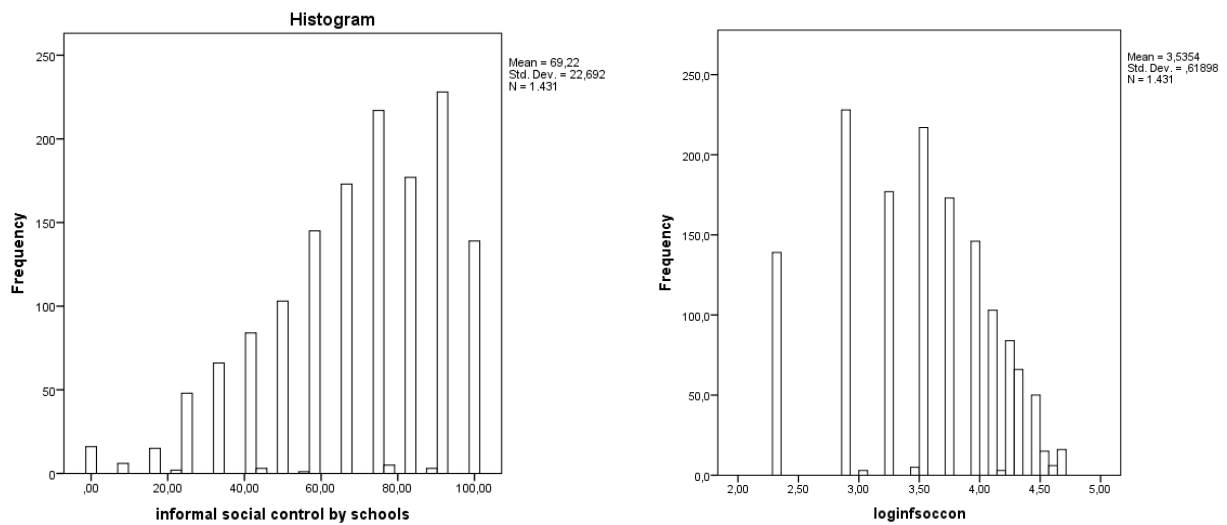 Histogram
Mean = 69,22
Std. Dev. = 22,692
N = 1.431
250
200
150
100
50
0
Frequency
,00
20,00
40,00
60,00
80,00
100,00
informal social control by schools
Mean = 3,5354
Std. Dev. = ,61898
N = 1.431
250,0
200,0
150,0
100,0
50,0
0,0
Frequency
2,00
2,50
3,00
3,50
4,00
4,50
5,00
loginfsoccon